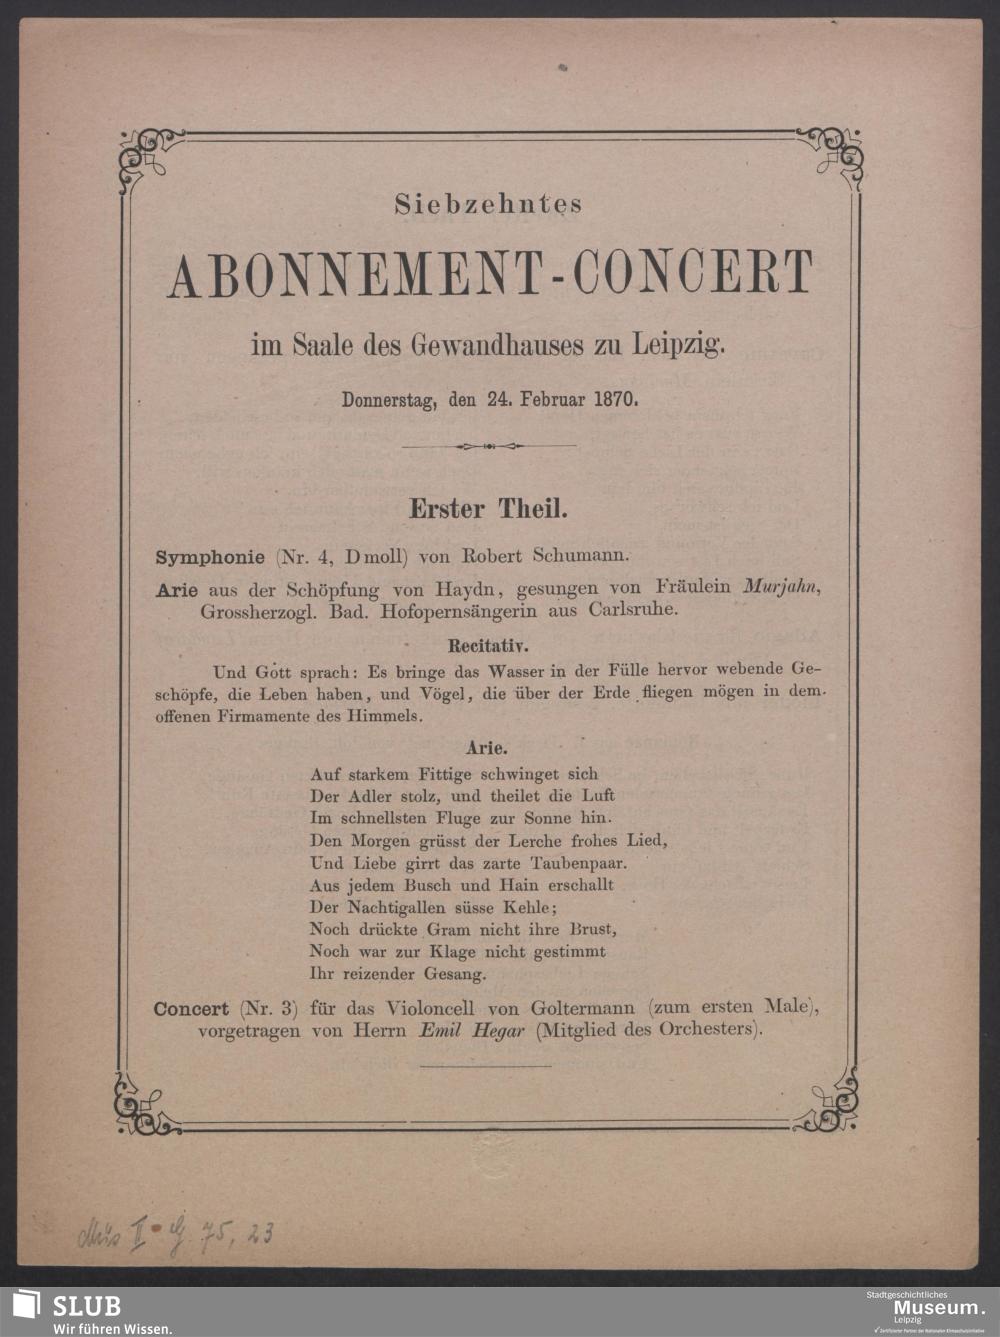 Siebzehntes
ABONNEMENT-CONCERT
im Saale des Gewandhauses zu Leipzig.
Donnerstag, den 24. Februar 1870.
Erster Theil.
Symphonie (Nr. 4, D moll) von Robert Schumann.
Arie aus der Schöpfung von Haydn, gesungen von Fräulein Murjahn,
Grossherzogl. Bad. Hofopernsängerin aus Carlsruhe.
Recitativ.
Und Gott sprach: Es bringe das Wasser in der Fülle hervor webende Ge-
schöpfe, die Leben haben, und Vögel, die über der Erde fliegen mögen in dem
offenen Firmamente des Himmels.
Arie.
Auf starkem Fittige schwinget sich
Der Adler stolz, und theilet die Luft
Im schnellsten Fluge zur Sonne hin.
Den Morgen grüsst der Lerche frohes Lied,
Und Liebe girrt das zarte Taubenpaar.
Aus jedem Busch und Hain erschallt
Der Nachtigallen süsse Kehle;
Noch drückte Gram nicht ihre Brust,
Noch war zur Klage nicht gestimmt
Ihr reizender Gesang.
Concert (Nr. 3) für das Violoncell von Goltermann (zum ersten Male),
vorgetragen von Herrn Emil Hegar (Mitglied des Orchesters).
Mus II G 75, 23
SLUB
Wir führen Wissen.
Stadtgeschichtliches
Museum.
Leipzig
Zertifizierter Partner der Nationalen Klimaschutzinitiative